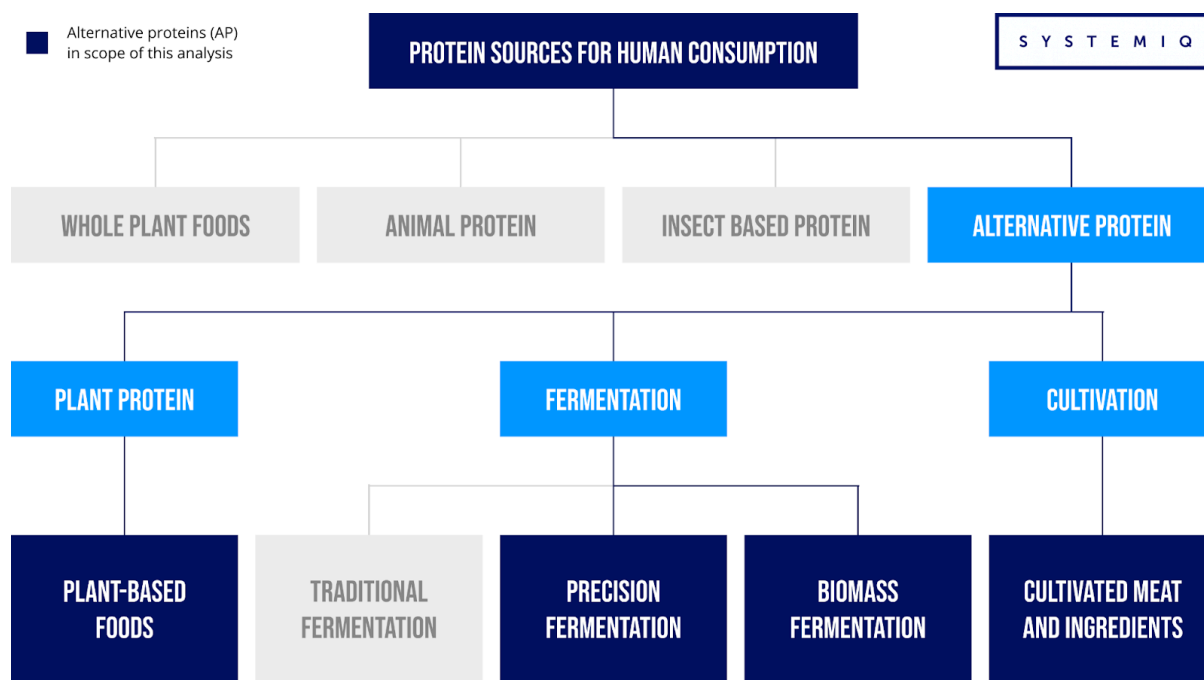 Alternative proteins (AP)
in scope of this analysis
PROTEIN SOURCES FOR HUMAN CONSUMPTION
SYSTEMIQ
WHOLE PLANT FOODS
ANIMAL PROTEIN
INSECT BASED PROTEIN
ALTERNATIVE PROTEIN
PLANT PROTEIN
FERMENTATION
CULTIVATION
PLANT-BASED
FOODS
TRADITIONAL
FERMENTATION
PRECISION
FERMENTATION
BIOMASS
FERMENTATION
CULTIVATED MEAT
AND INGREDIENTS